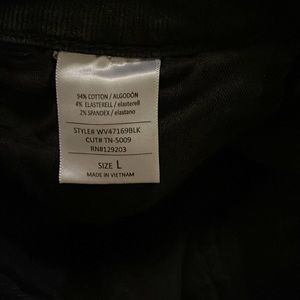 94% COTTON / ALGODÓN
4% ELASTERELL / elasterell
2% SPANDEX / elastano
STYLE# WV47169BLK
CUT# TN-5009
RN#129203
SIZE L
MADE IN VIETNAM